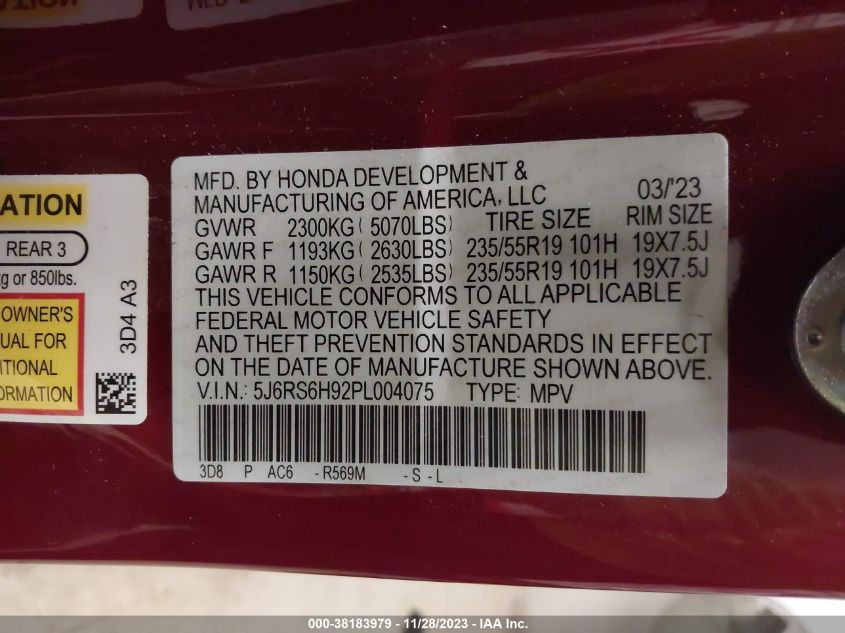 ATION
REAR 3
kg or 850lbs.
OWNER'S
UAL FOR
ITIONAL
FORMATION
3D4 A3
MFD. BY HONDA DEVELOPMENT &
MANUFACTURING OF AMERICA, LLC 03/'23
GVWR 2300KG( 5070LBS) TIRE SIZE RIM SIZE
GAWR F 1193KG( 2630LBS) 235/55R19 101H 19X7.5J
GAWR R 1150KG( 2535LBS) 235/55R19 101H 19X7.5J
THIS VEHICLE CONFORMS TO ALL APPLICABLE
FEDERAL MOTOR VEHICLE SAFETY
AND THEFT PREVENTION STANDARDS IN EFFECT
ON THE DATE OF MANUFACTURE SHOWN ABOVE.
V.I.N.: 5J6RS6H92PL004075 TYPE: MPV
3D8 P AC6 -R569M -S-L
000-38183979 - 11/28/2023 - IAA Inc.